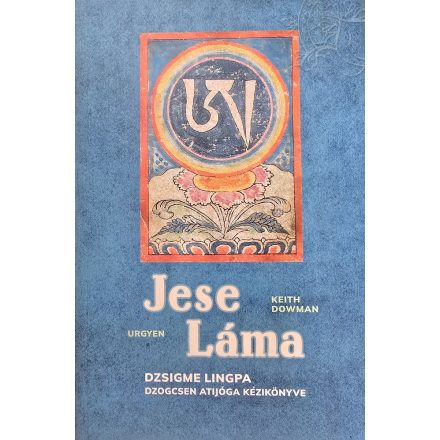 ཨ
Jese
KEITH
DOWMAN
URGYEN
Láma
DZSIGME LINGPA
DZOGCSEN ATIJÓGA KÉZIKÖNYVE